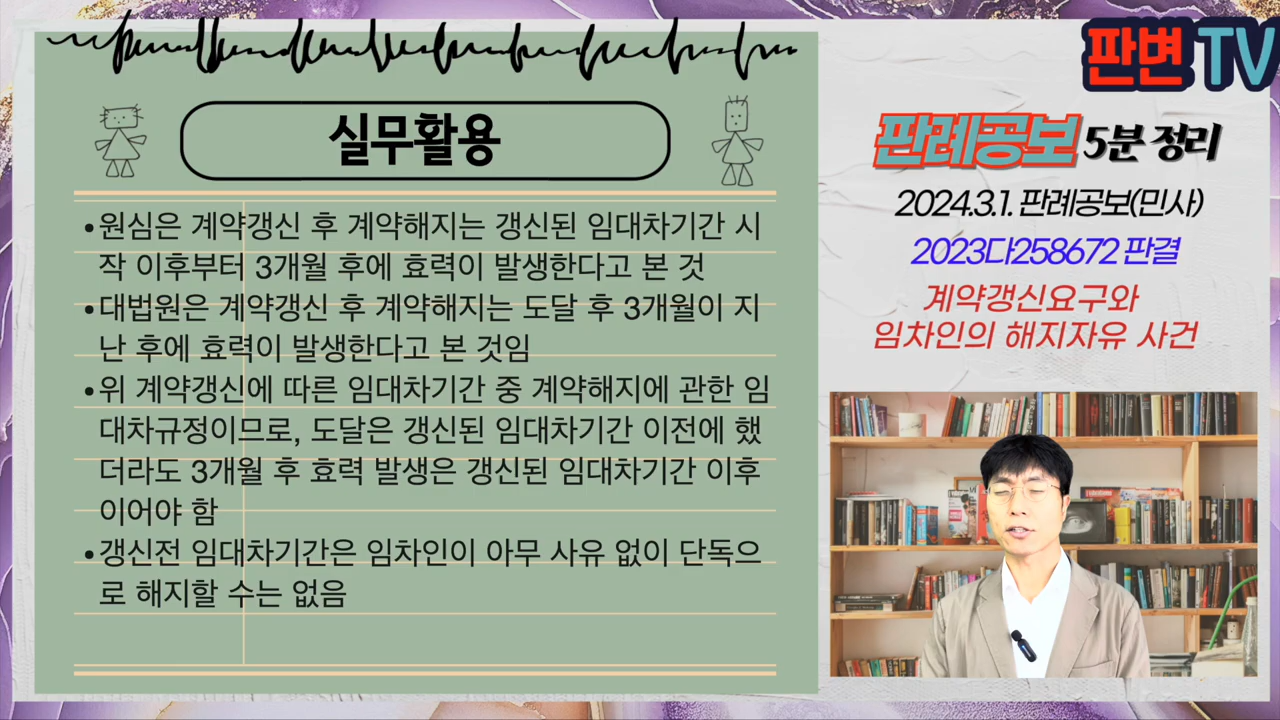 판변 TV
실무활용
•원심은 계약갱신 후 계약해지는 갱신된 임대차기간 시
작 이후부터 3개월 후에 효력이 발생한다고 본 것
•대법원은 계약갱신 후 계약해지는 도달 후 3개월이 지
난 후에 효력이 발생한다고 본 것임
•위 계약갱신에 따른 임대차기간 중 계약해지에 관한 임
대차규정이므로, 도달은 갱신된 임대차기간 이전에 했
더라도 3개월 후 효력 발생은 갱신된 임대차기간 이후
이어야 함
•갱신전 임대차기간은 임차인이 아무 사유 없이 단독으
로 해지할 수는 없음
판례공보 5분 정리
2024.3.1. 판례공보(민사)
2023다258672 판결
계약갱신요구와
임차인의 해지자유 사건